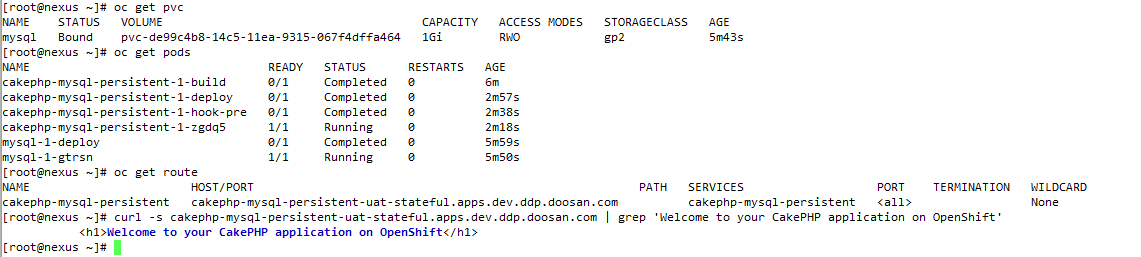 [root@nexus ~]# oc get pvc
NAME    STATUS   VOLUME                                     CAPACITY   ACCESS MODES   STORAGECLASS   AGE
mysql   Bound    pvc-de99c4b8-14c5-11ea-9315-067f4dffa464   1Gi        RWO            gp2            5m43s
[root@nexus ~]# oc get pods
NAME                                READY   STATUS      RESTARTS   AGE
cakephp-mysql-persistent-1-build    0/1     Completed   0          6m
cakephp-mysql-persistent-1-deploy   0/1     Completed   0          2m57s
cakephp-mysql-persistent-1-hook-pre 0/1     Completed   0          2m38s
cakephp-mysql-persistent-1-zgdq5    1/1     Running     0          2m18s
mysql-1-deploy                      0/1     Completed   0          5m59s
mysql-1-gtrsn                       1/1     Running     0          5m50s
[root@nexus ~]# oc get route
NAME                       HOST/PORT                                                       PATH   SERVICES                   PORT    TERMINATION   WILDCARD
cakephp-mysql-persistent   cakephp-mysql-persistent-uat-stateful.apps.dev.ddp.doosan.com          cakephp-mysql-persistent   <all>                 None
[root@nexus ~]# curl -s cakephp-mysql-persistent-uat-stateful.apps.dev.ddp.doosan.com | grep 'Welcome to your CakePHP application on OpenShift'
          <h1>Welcome to your CakePHP application on OpenShift</h1>
[root@nexus ~]#